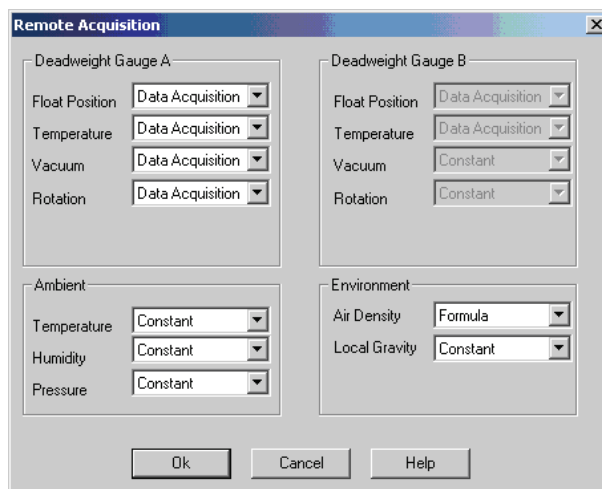 Remote Acquisition
Deadweight Gauge A
Float Position Data Acquisition
Temperature Data Acquisition
Vacuum Data Acquisition
Rotation Data Acquisition
Deadweight Gauge B
Float Position Data Acquisition
Temperature Data Acquisition
Vacuum Constant
Rotation Constant
Ambient
Temperature Constant
Humidity Constant
Pressure Constant
Environment
Air Density Formula
Local Gravity Constant
Ok Cancel Help